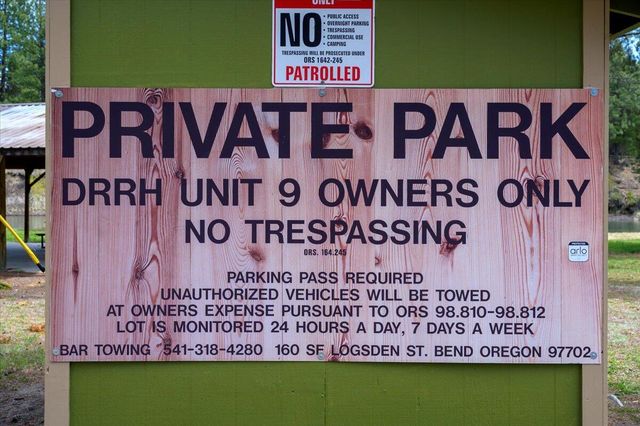 ONLY
NO
• PUBLIC ACCESS
• OVERNIGHT PARKING
• TRESPASSING
• COMMERCIAL USE
• CAMPING
TRESPASSING WILL BE PROSECUTED UNDER
ORS 1642-245
PATROLLED
PRIVATE PARK
DRRH UNIT 9 OWNERS ONLY
NO TRESPASSING
ORS. 164.245
arlo
PARKING PASS REQUIRED
UNAUTHORIZED VEHICLES WILL BE TOWED
AT OWNERS EXPENSE PURSUANT TO ORS 98.810-98.812
LOT IS MONITORED 24 HOURS A DAY, 7 DAYS A WEEK
BAR TOWING 541-318-4280 160 SE LOGSDEN ST. BEND OREGON 97702